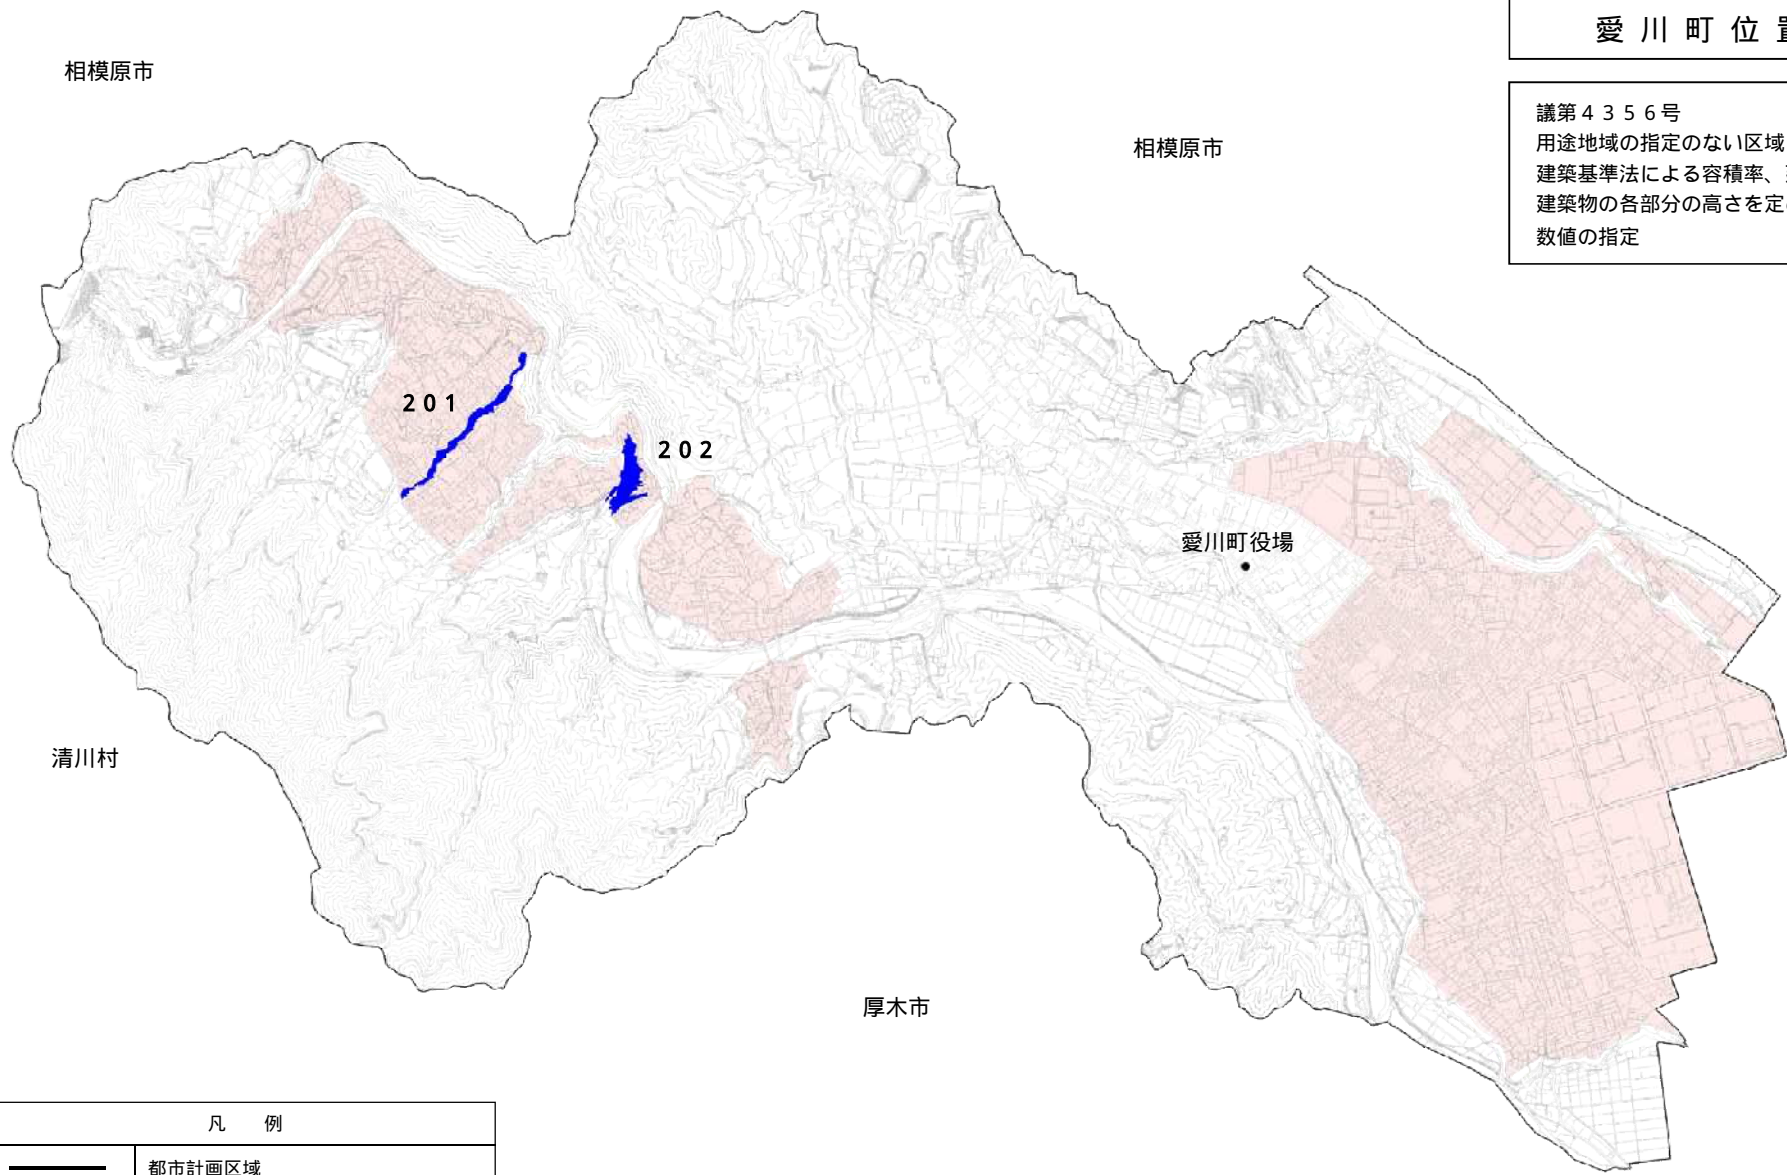 愛川町位
議第４３５６号
用途地域の指定のない区域
建築基準法による容積率、
建築物の各部分の高さを定
数値の指定
相模原市
相模原市
２０１
２０２
愛川町役場
清川村
厚木市
凡 例
都市計画区域